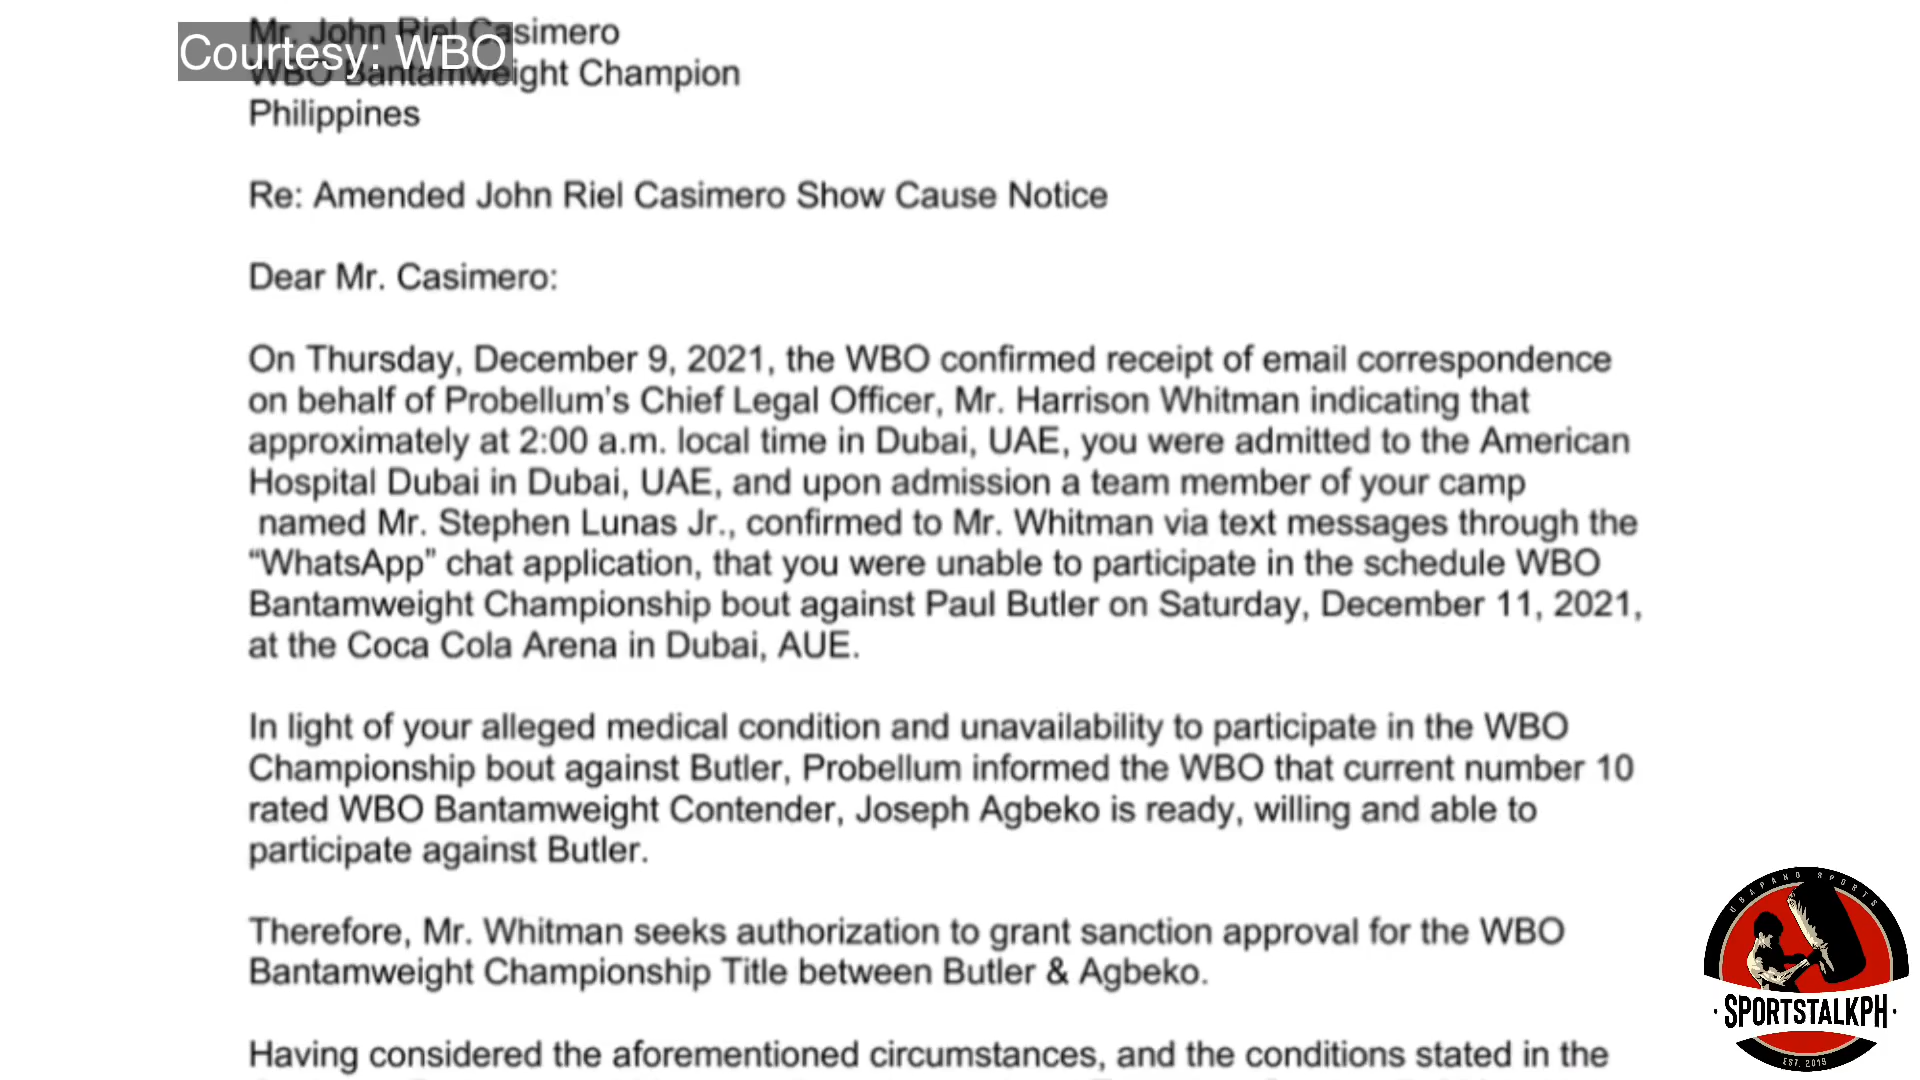 Courtesy: WBO
Mr. John Riel Casimero
WBO Bantamweight Champion
Philippines
Re: Amended John Riel Casimero Show Cause Notice
Dear Mr. Casimero:
On Thursday, December 9, 2021, the WBO confirmed receipt of email correspondence
on behalf of Probellum’s Chief Legal Officer, Mr. Harrison Whitman indicating that
approximately at 2:00 a.m. local time in Dubai, UAE, you were admitted to the American
Hospital Dubai in Dubai, UAE, and upon admission a team member of your camp
named Mr. Stephen Lunas Jr., confirmed to Mr. Whitman via text messages through the
“WhatsApp” chat application, that you were unable to participate in the schedule WBO
Bantamweight Championship bout against Paul Butler on Saturday, December 11, 2021,
at the Coca Cola Arena in Dubai, AUE.
In light of your alleged medical condition and unavailability to participate in the WBO
Championship bout against Butler, Probellum informed the WBO that current number 10
rated WBO Bantamweight Contender, Joseph Agbeko is ready, willing and able to
participate against Butler.
Therefore, Mr. Whitman seeks authorization to grant sanction approval for the WBO
Bantamweight Championship Title between Butler & Agbeko.
Having considered the aforementioned circumstances, and the conditions stated in the
UBAPANG SPORTS
· SPORTSTALKPH ·
EST. 2019